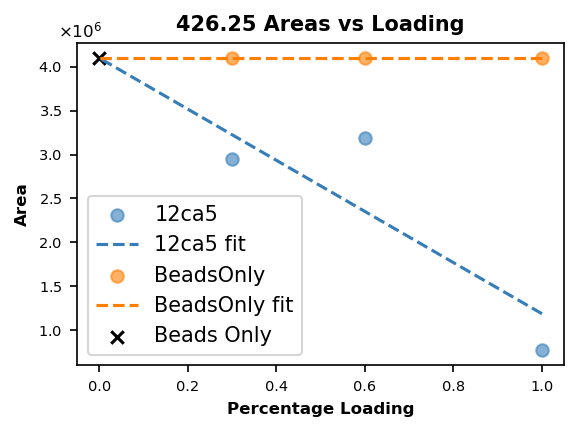 426.25 Areas vs Loading
×10⁶
4.0
3.5
3.0
2.5
2.0
1.5
1.0
Area
12ca5
12ca5 fit
BeadsOnly
BeadsOnly fit
Beads Only
0.0 0.2 0.4 0.6 0.8 1.0
Percentage Loading